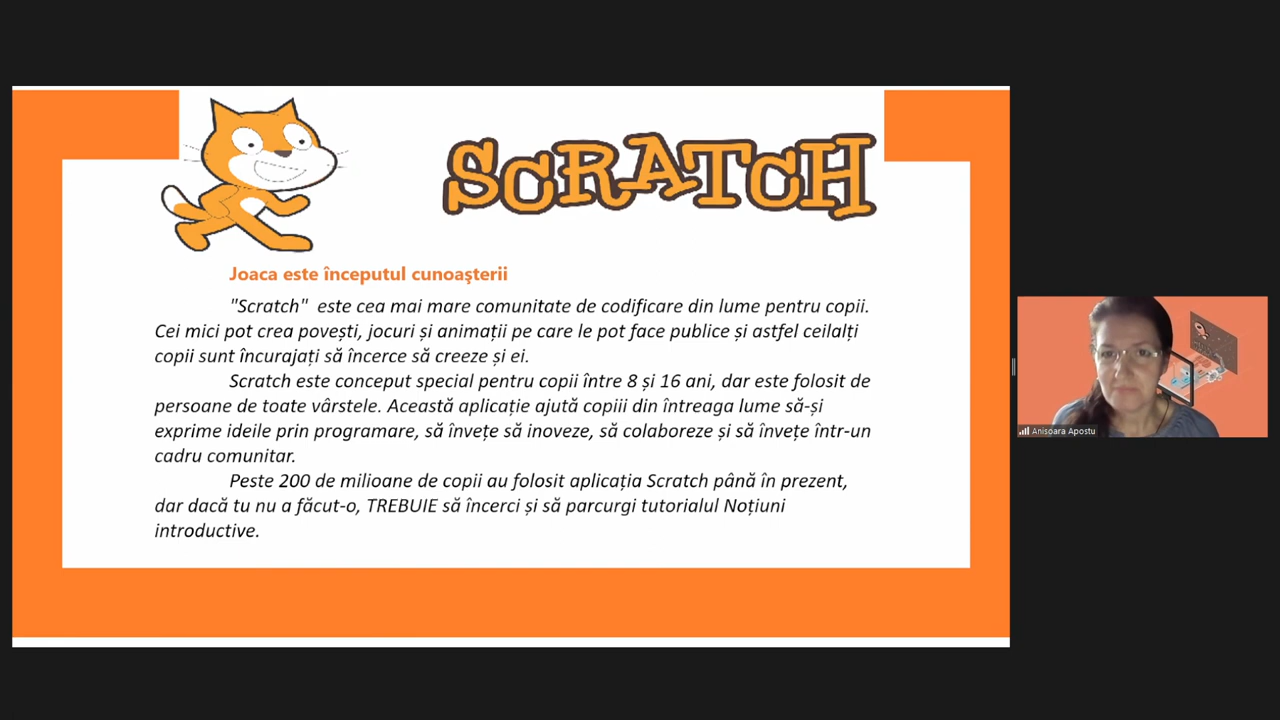 SCRATCH
Joaca este începutul cunoaşterii
"Scratch"  este cea mai mare comunitate de codificare din lume pentru copii.
Cei mici pot crea povești, jocuri și animații pe care le pot face publice și astfel ceilalți
copii sunt încurajați să încerce să creeze și ei.
Scratch este conceput special pentru copii între 8 și 16 ani, dar este folosit de
persoane de toate vârstele. Această aplicație ajută copiii din întreaga lume să-și
exprime ideile prin programare, să învețe să inoveze, să colaboreze și să învețe într-un
cadru comunitar.
Peste 200 de milioane de copii au folosit aplicația Scratch până în prezent,
dar dacă tu nu a făcut-o, TREBUIE să încerci și să parcurgi tutorialul Noțiuni
introductive.
Anisoara Apostu